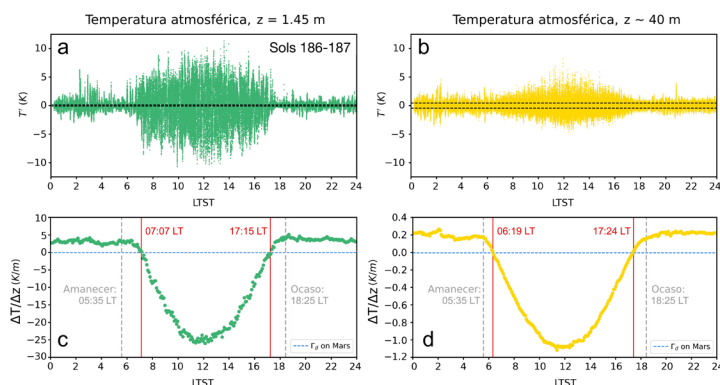 Temperatura atmosférica, z = 1.45 m
Temperatura atmosférica, z ~ 40 m
a
Sols 186-187
b
T' (K)
10
5
0
−5
−10
0 2 4 6 8 10 12 14 16 18 20 22 24
LTST
T' (K)
10
5
0
−5
−10
0 2 4 6 8 10 12 14 16 18 20 22 24
LTST
ΔT/Δz (K/m)
10
5
0
−5
−10
−15
−20
−25
−30
07:07 LT
17:15 LT
Amanecer:
05:35 LT
Ocaso:
18:25 LT
c
Γd on Mars
0 2 4 6 8 10 12 14 16 18 20 22 24
LTST
ΔT/Δz (K/m)
0.4
0.2
0.0
−0.2
−0.4
−0.6
−0.8
−1.0
−1.2
06:19 LT
17:24 LT
Amanecer:
05:35 LT
Ocaso:
18:25 LT
d
Γd on Mars
0 2 4 6 8 10 12 14 16 18 20 22 24
LTST